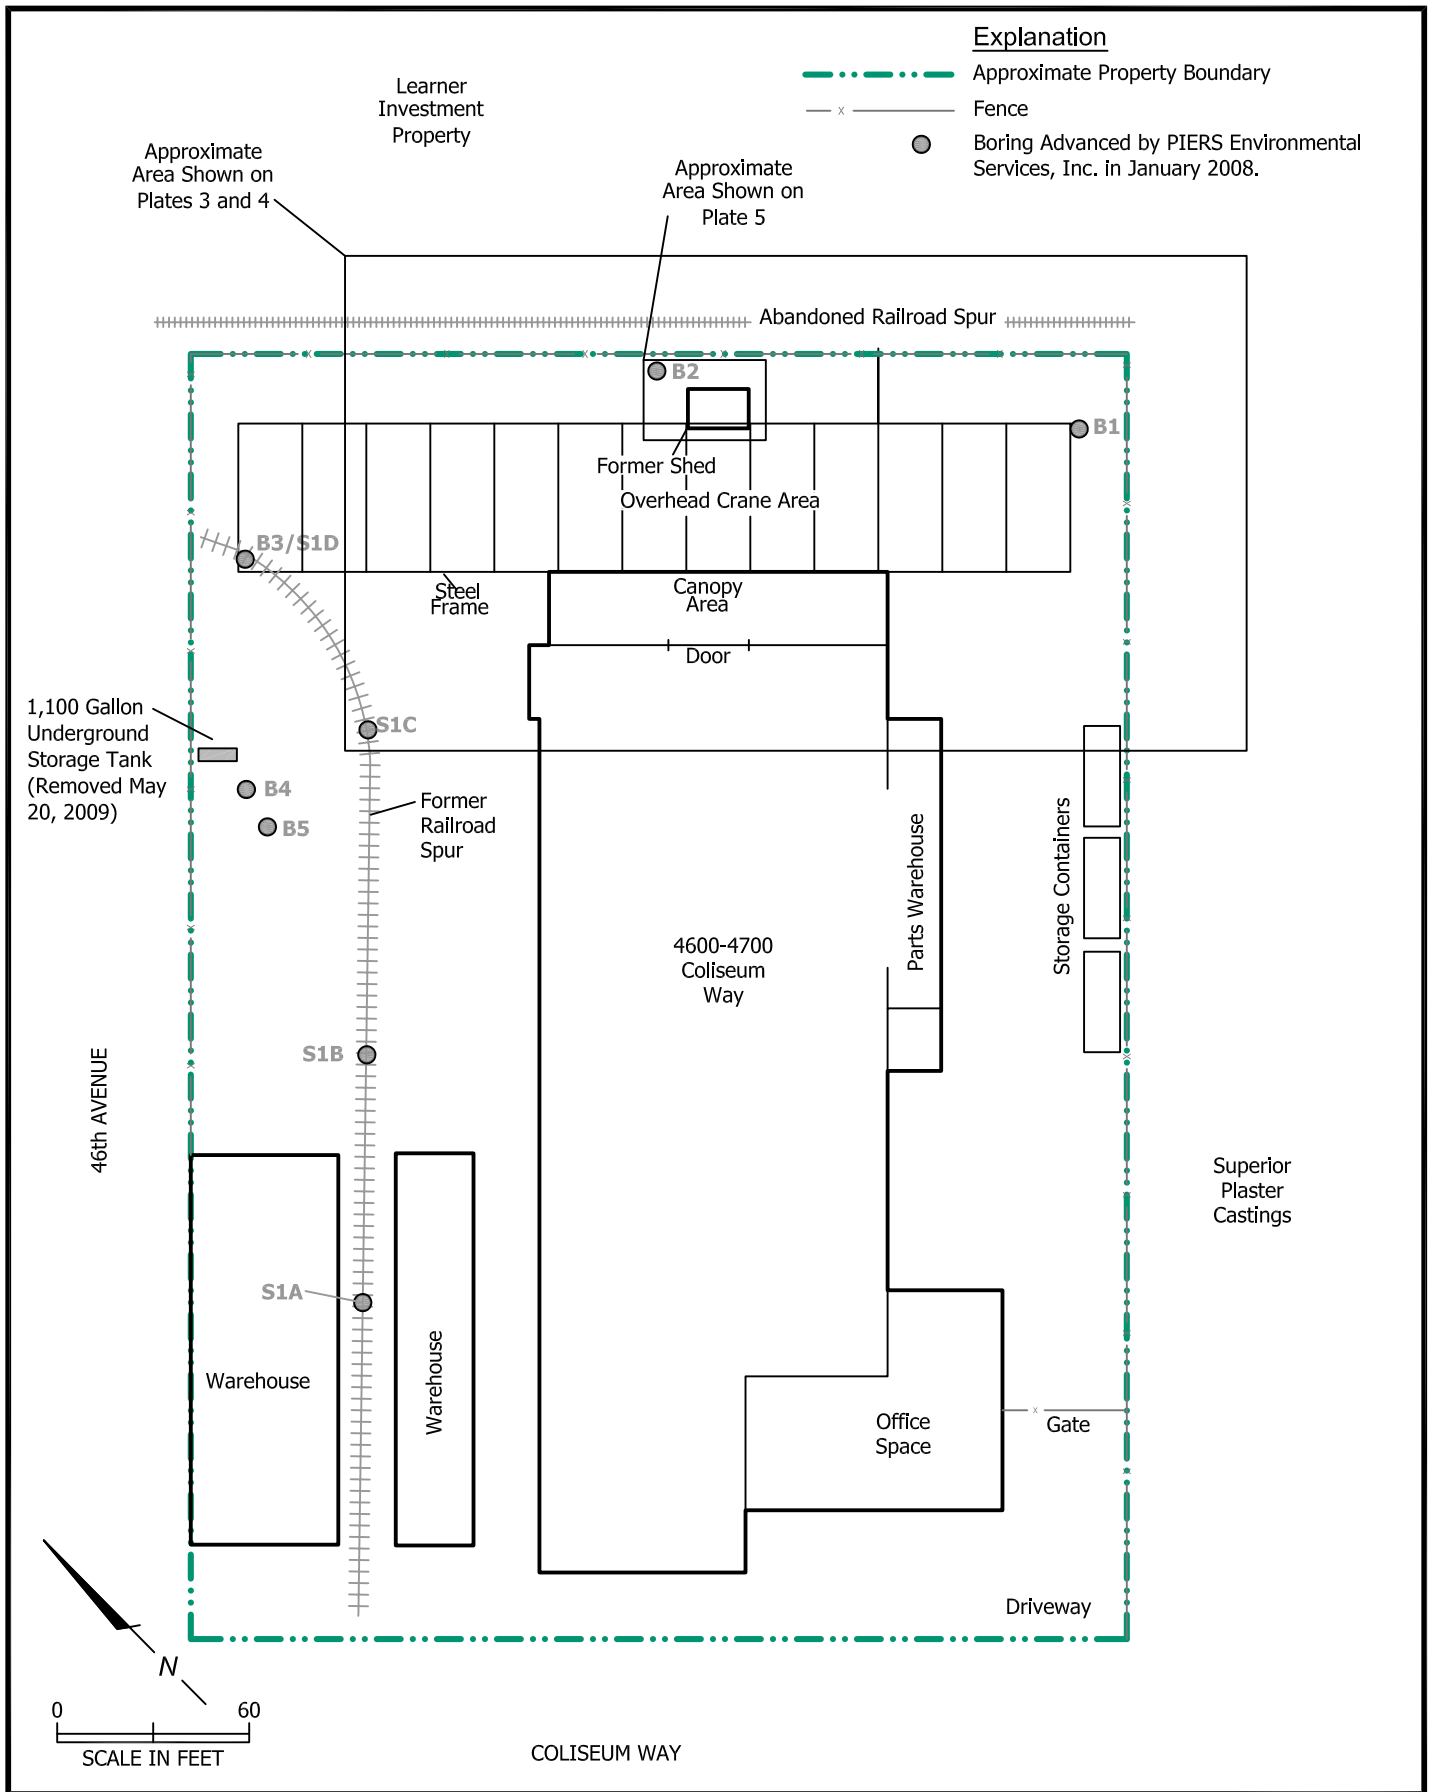 Explanation
Approximate Property Boundary
x
Fence
Boring Advanced by PIERS Environmental
Services, Inc. in January 2008.
Learner
Investment
Property
Approximate
Area Shown on
Plates 3 and 4
Approximate
Area Shown on
Plate 5
Abandoned Railroad Spur
B2
B1
Former Shed
Overhead Crane Area
B3/S1D
Steel
Frame
Canopy
Area
Door
1,100 Gallon
Underground
Storage Tank
(Removed May
20, 2009)
S1C
B4
B5
Former
Railroad
Spur
Parts Warehouse
Storage Containers
4600-4700
Coliseum
Way
S1B
46th AVENUE
Superior
Plaster
Castings
S1A
Warehouse
Warehouse
Office
Space
x
Gate
Driveway
N
0 60
SCALE IN FEET
COLISEUM WAY